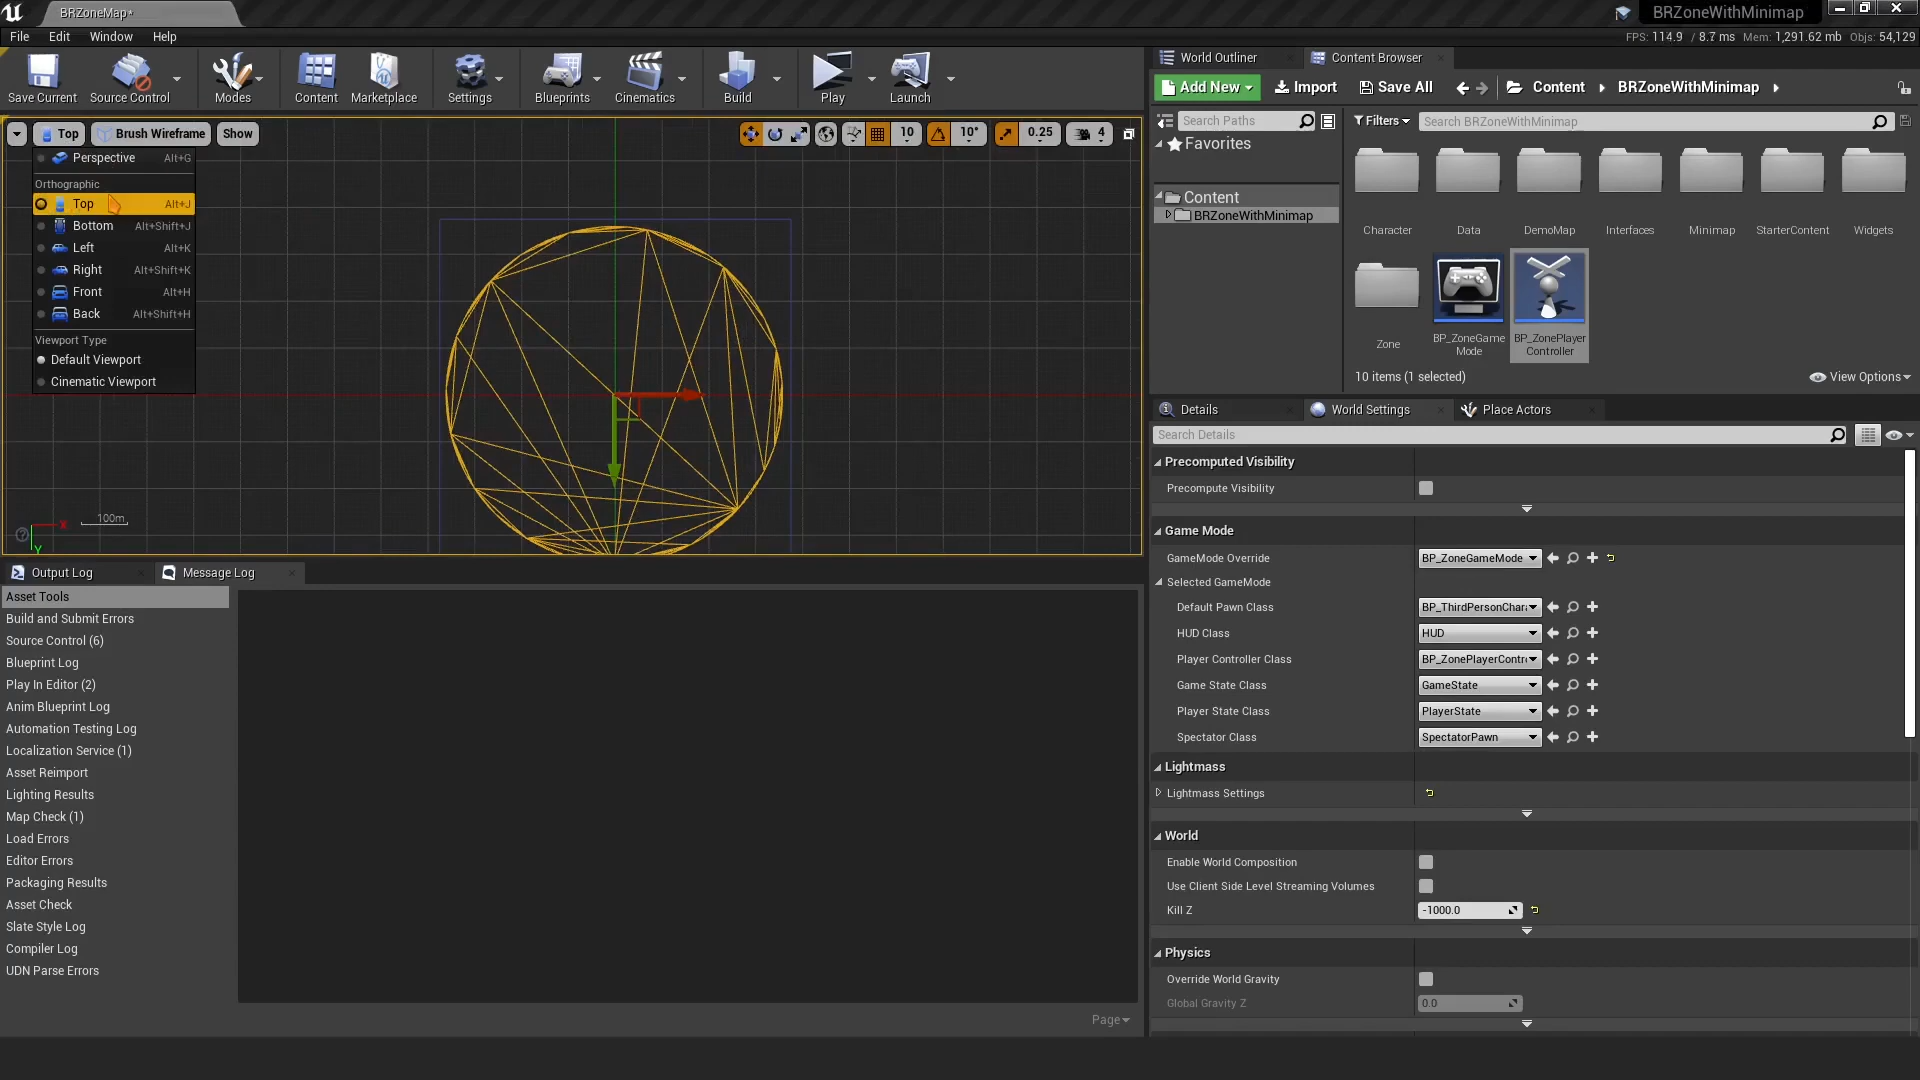 BRZoneMap*
BRZoneWithMinimap
File Edit Window Help
FPS: 114.9 / 8.7 ms Mem: 1,291.62 mb Objs: 54,129
Save Current Source Control Modes Content Marketplace Settings Blueprints Cinematics Build Play Launch
World Outliner Content Browser
Add New Import Save All Content BRZoneWithMinimap
Search Paths Filters Search BRZoneWithMinimap
Favorites
Content
BRZoneWithMinimap
Character Data DemoMap Interfaces Minimap StarterContent Widgets
Zone BP_ZoneGame BP_ZonePlayer
Mode Controller
10 items (1 selected) View Options
Top Brush Wireframe Show 10 10° 0.25 4
Perspective Alt+G
Orthographic
Top Alt+J
Bottom Alt+Shift+J
Left Alt+K
Right Alt+Shift+K
Front Alt+H
Back Alt+Shift+H
Viewport Type
Default Viewport
Cinematic Viewport
100m
X
Y
Output Log Message Log
Asset Tools
Build and Submit Errors
Source Control (6)
Blueprint Log
Play In Editor (2)
Anim Blueprint Log
Automation Testing Log
Localization Service (1)
Asset Reimport
Lighting Results
Map Check (1)
Load Errors
Editor Errors
Packaging Results
Asset Check
Slate Style Log
Compiler Log
UDN Parse Errors
Page
Details World Settings Place Actors
Search Details
Precomputed Visibility
Precompute Visibility
Game Mode
GameMode Override BP_ZoneGameMode
Selected GameMode
Default Pawn Class BP_ThirdPersonChar
HUD Class HUD
Player Controller Class BP_ZonePlayerContr
Game State Class GameState
Player State Class PlayerState
Spectator Class SpectatorPawn
Lightmass
Lightmass Settings
World
Enable World Composition
Use Client Side Level Streaming Volumes
Kill Z -1000.0
Physics
Override World Gravity
Global Gravity Z 0.0